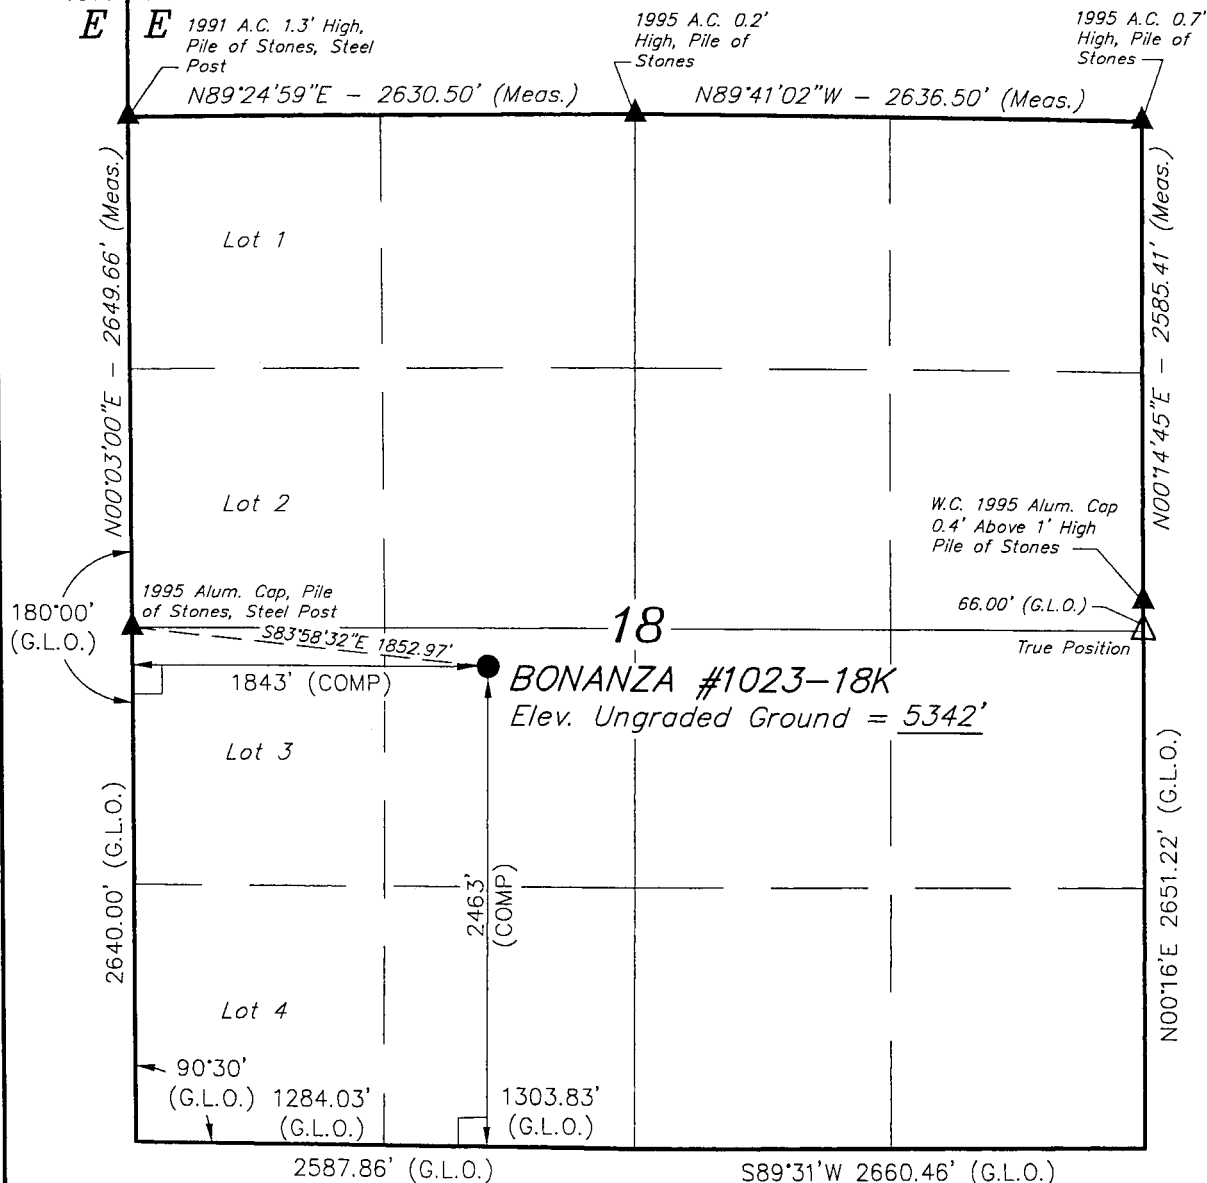 E E
1991 A.C. 1.3' High,
Pile of Stones, Steel
Post
1995 A.C. 0.2'
High, Pile of
Stones
1995 A.C. 0.7'
High, Pile of
Stones
N89°24'59"E - 2630.50' (Meas.)
N89°41'02"W - 2636.50' (Meas.)
N00°03'00"E - 2649.66' (Meas.)
N00°14'45"E - 2585.41' (Meas.)
Lot 1
Lot 2
W.C. 1995 Alum. Cap
0.4' Above 1' High
Pile of Stones
180°00'
(G.L.O.)
1995 Alum. Cap, Pile
of Stones, Steel Post
66.00' (G.L.O.)
True Position
18
S83°58'32"E 1852.97'
1843' (COMP)
BONANZA #1023-18K
Elev. Ungraded Ground = 5342'
Lot 3
2640.00' (G.L.O.)
2463'
(COMP)
N00°16'E 2651.22' (G.L.O.)
Lot 4
90°30'
(G.L.O.)
1284.03'
(G.L.O.)
1303.83'
(G.L.O.)
2587.86' (G.L.O.)
S89°31'W 2660.46' (G.L.O.)